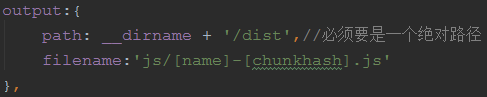 output:{
path: __dirname + '/dist',//必须要是一个绝对路径
filename:'js/[name]-[chunkhash].js'
},